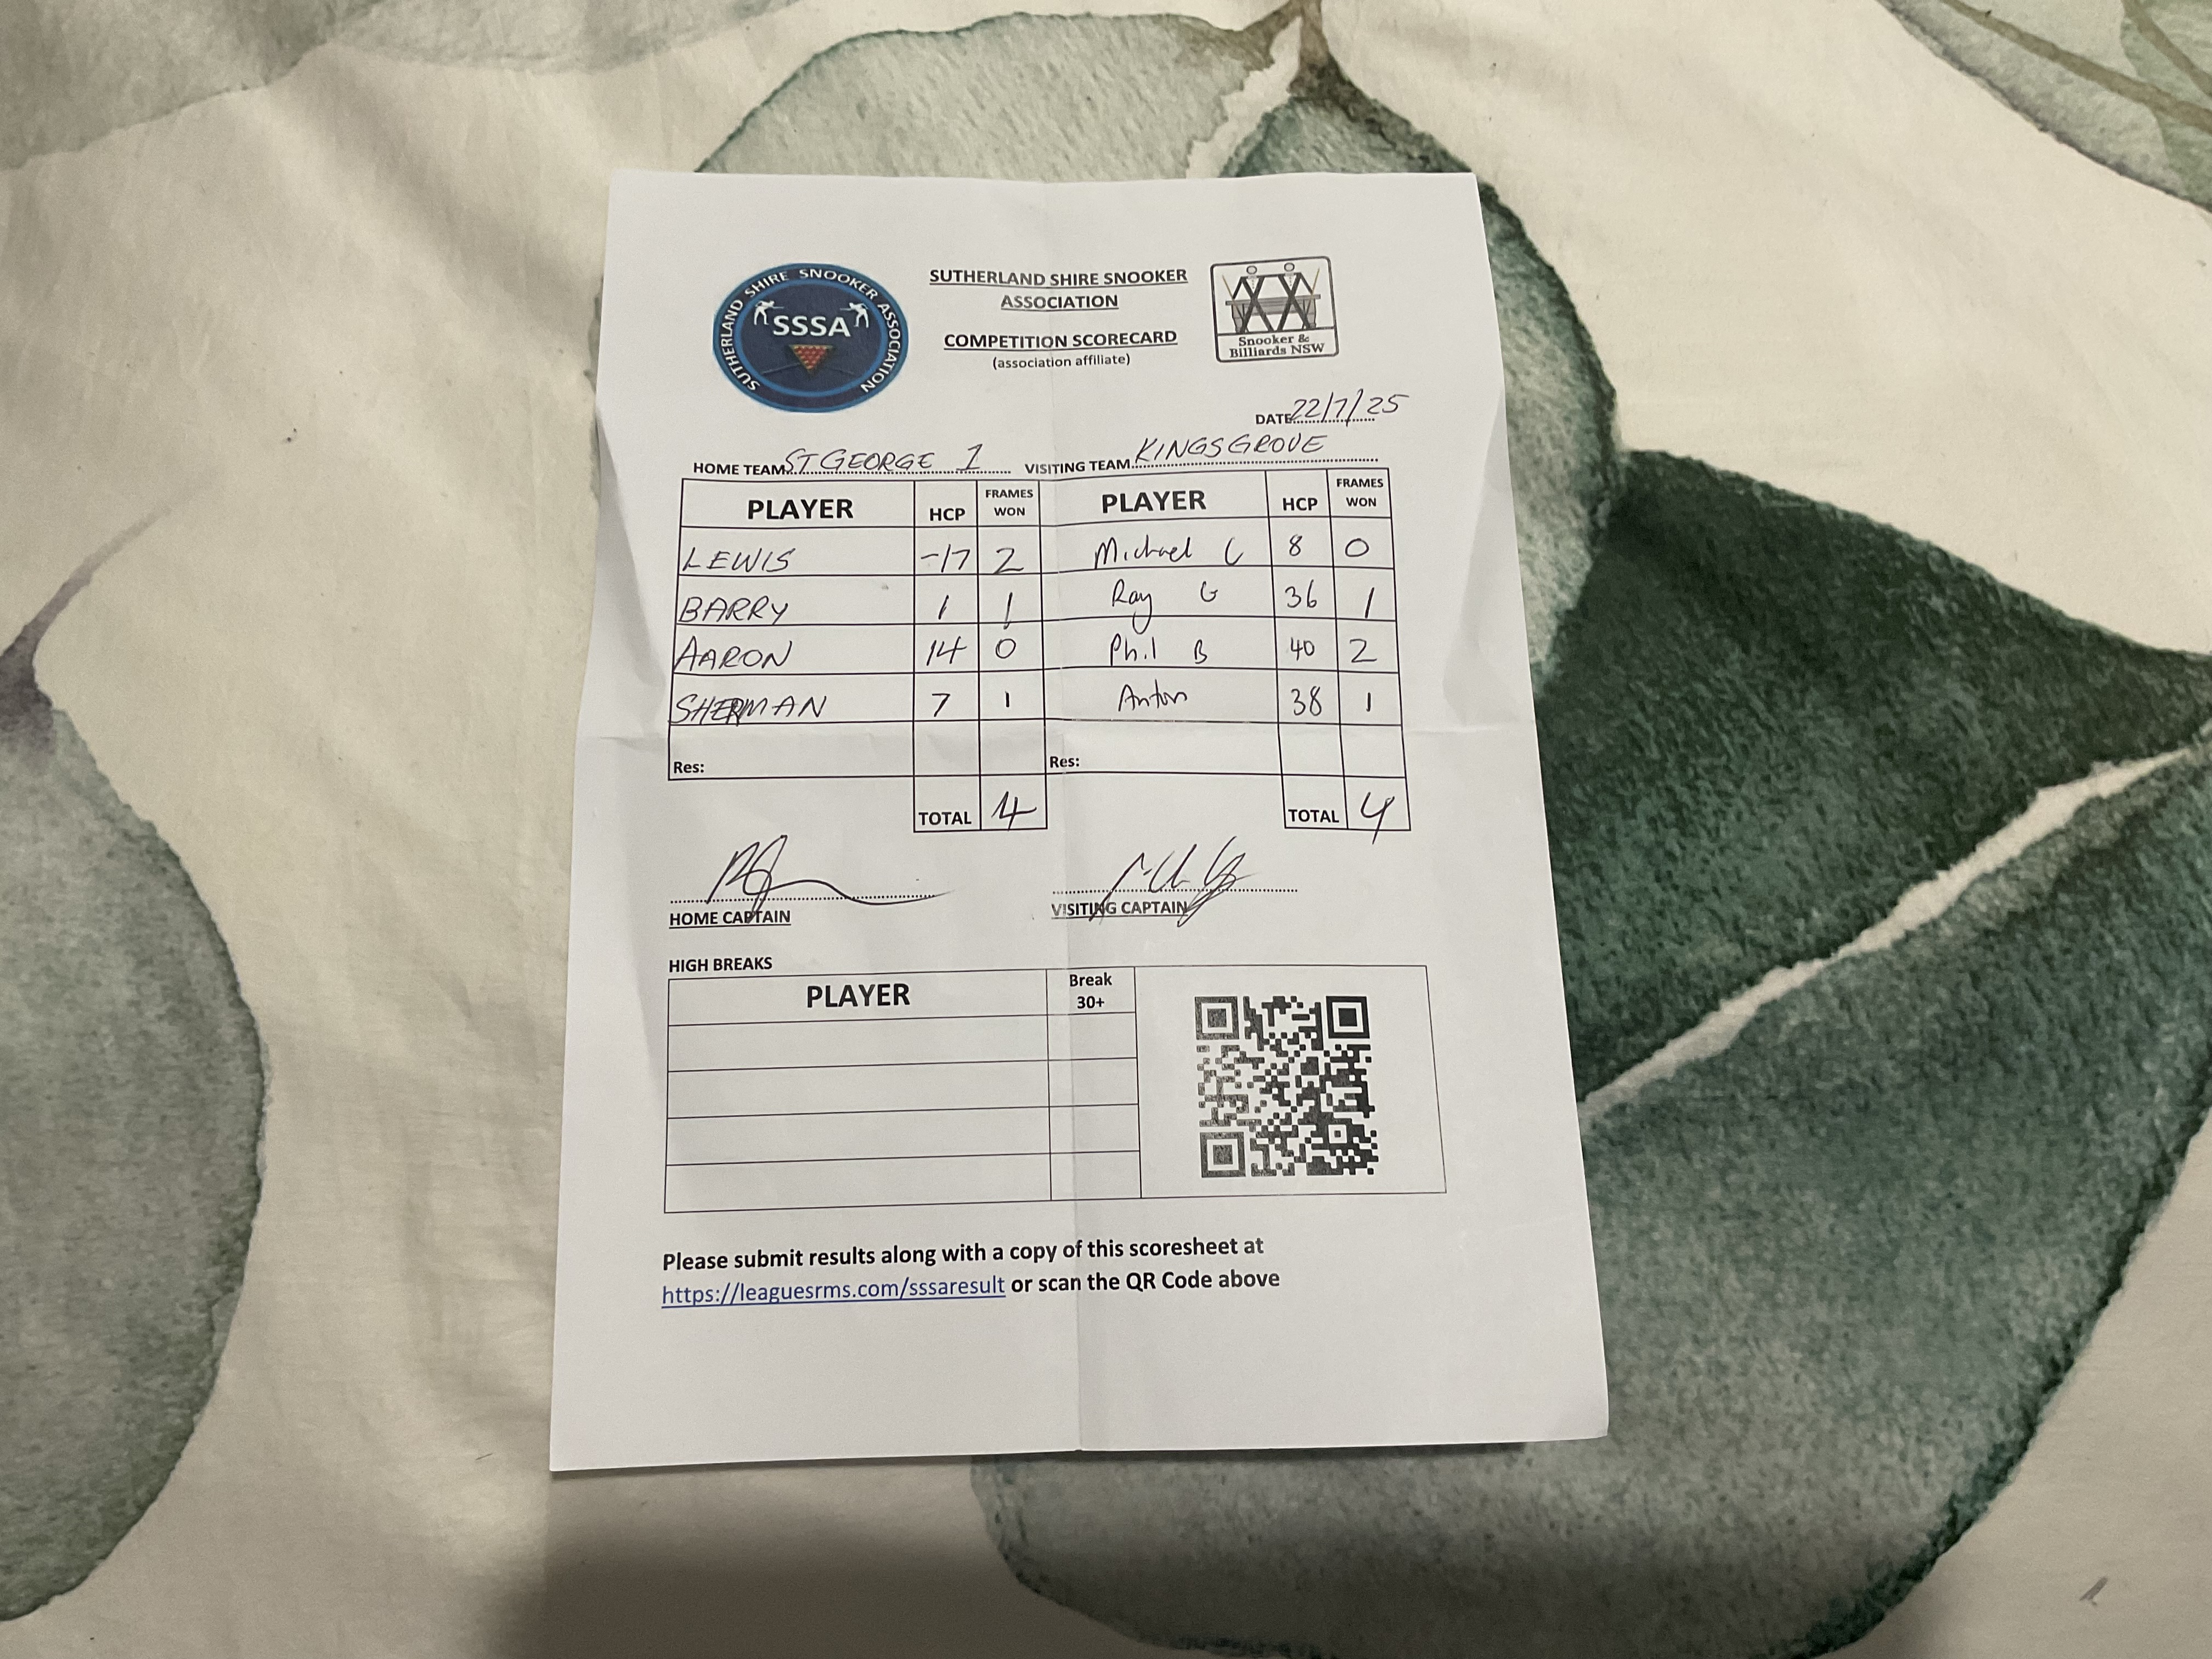 SUTHERLAND SHIRE SNOOKER ASSOCIATION
SSSA
SUTHERLAND SHIRE SNOOKER
ASSOCIATION
COMPETITION SCORECARD
(association affiliate)
Snooker &
Billiards NSW
DATE 22/7/25
HOME TEAM ST GEORGE 1 VISITING TEAM KINGSGROVE
PLAYER HCP FRAMES WON PLAYER HCP FRAMES WON
LEWIS -17 2 Michael C 8 0
BARRY 1 1 Ray G 36 1
AARON 14 0 Phil B 40 2
SHERMAN 7 1 Anton 38 1
Res: Res:
TOTAL 4 TOTAL 4
HOME CAPTAIN VISITING CAPTAIN
HIGH BREAKS
PLAYER Break 30+
Please submit results along with a copy of this scoresheet at
https://leaguesrms.com/sssaresult or scan the QR Code above